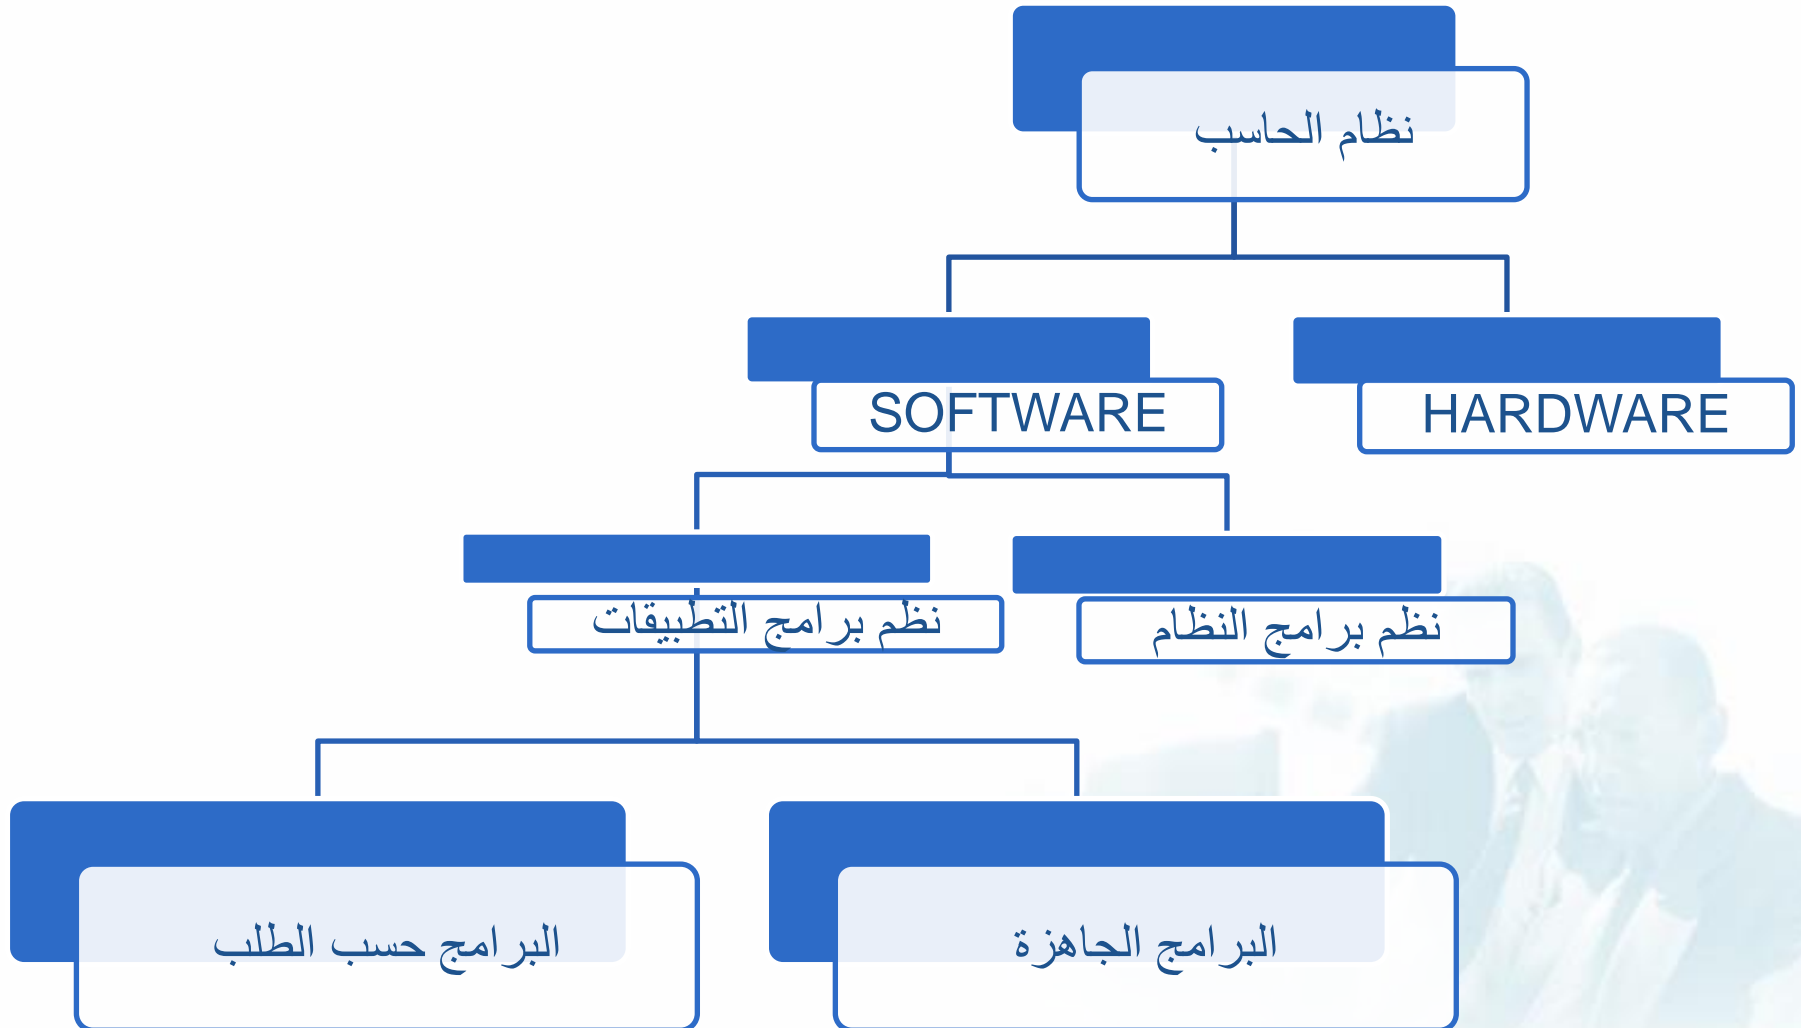 نظام الحاسب
HARDWARE
SOFTWARE
نظم برامج النظام
نظم برامج التطبيقات
البرامج الجاهزة
البرامج حسب الطلب